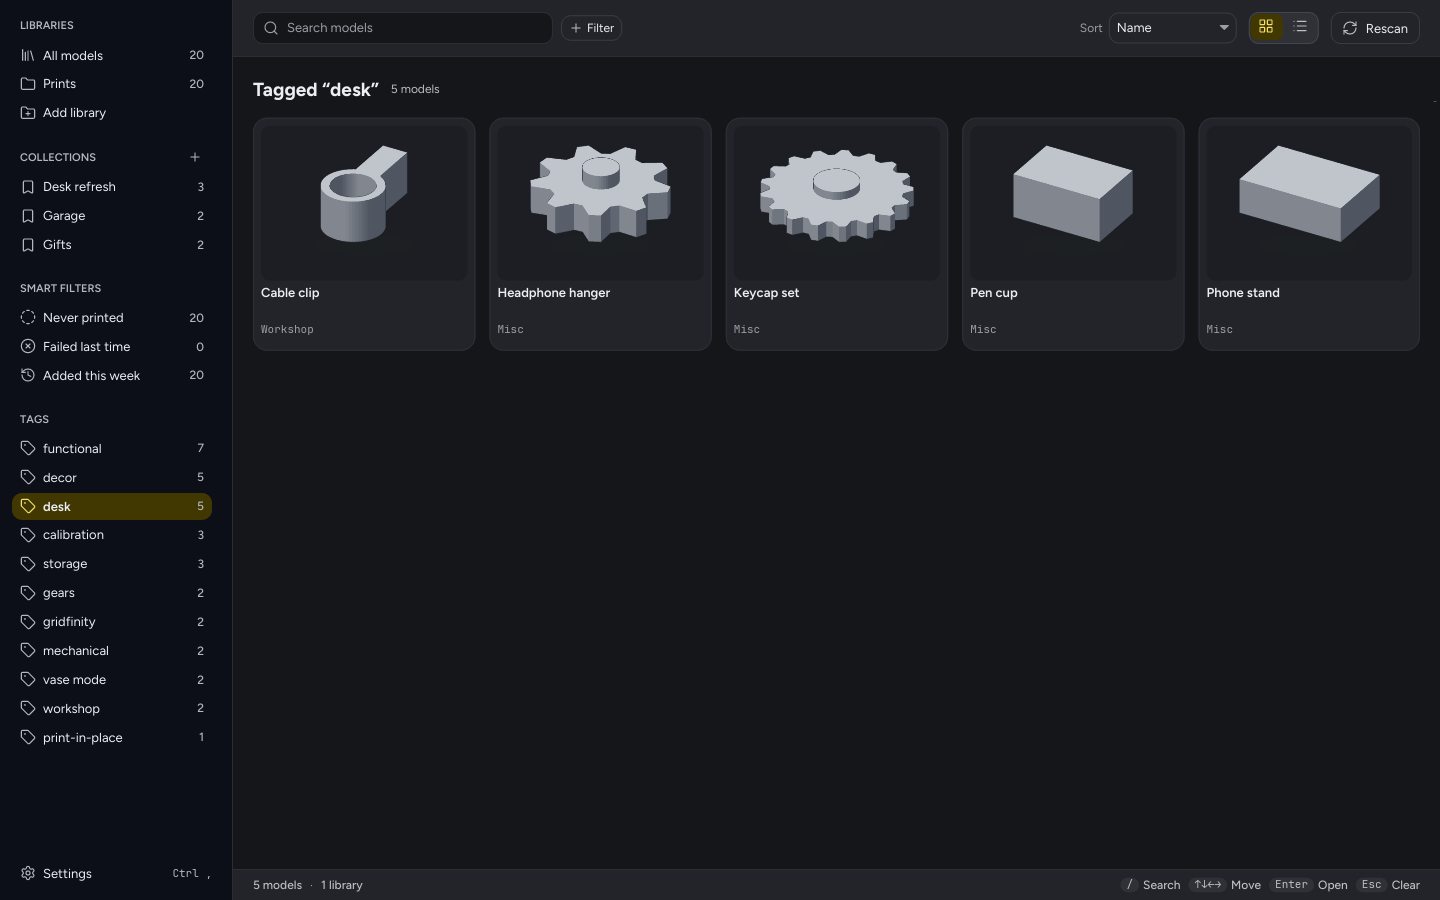 LIBRARIES
All models 20
Prints 20
Add library
COLLECTIONS
Desk refresh 3
Garage 2
Gifts 2
SMART FILTERS
Never printed 20
Failed last time 0
Added this week 20
TAGS
functional 7
decor 5
desk 5
calibration 3
storage 3
gears 2
gridfinity 2
mechanical 2
vase mode 2
workshop 2
print-in-place 1
Settings Ctrl ,
Search models
Filter
Sort Name
Rescan
Tagged “desk” 5 models
Cable clip
Workshop
Headphone hanger
Misc
Keycap set
Misc
Pen cup
Misc
Phone stand
Misc
5 models · 1 library
/ Search ↑↓←→ Move Enter Open Esc Clear